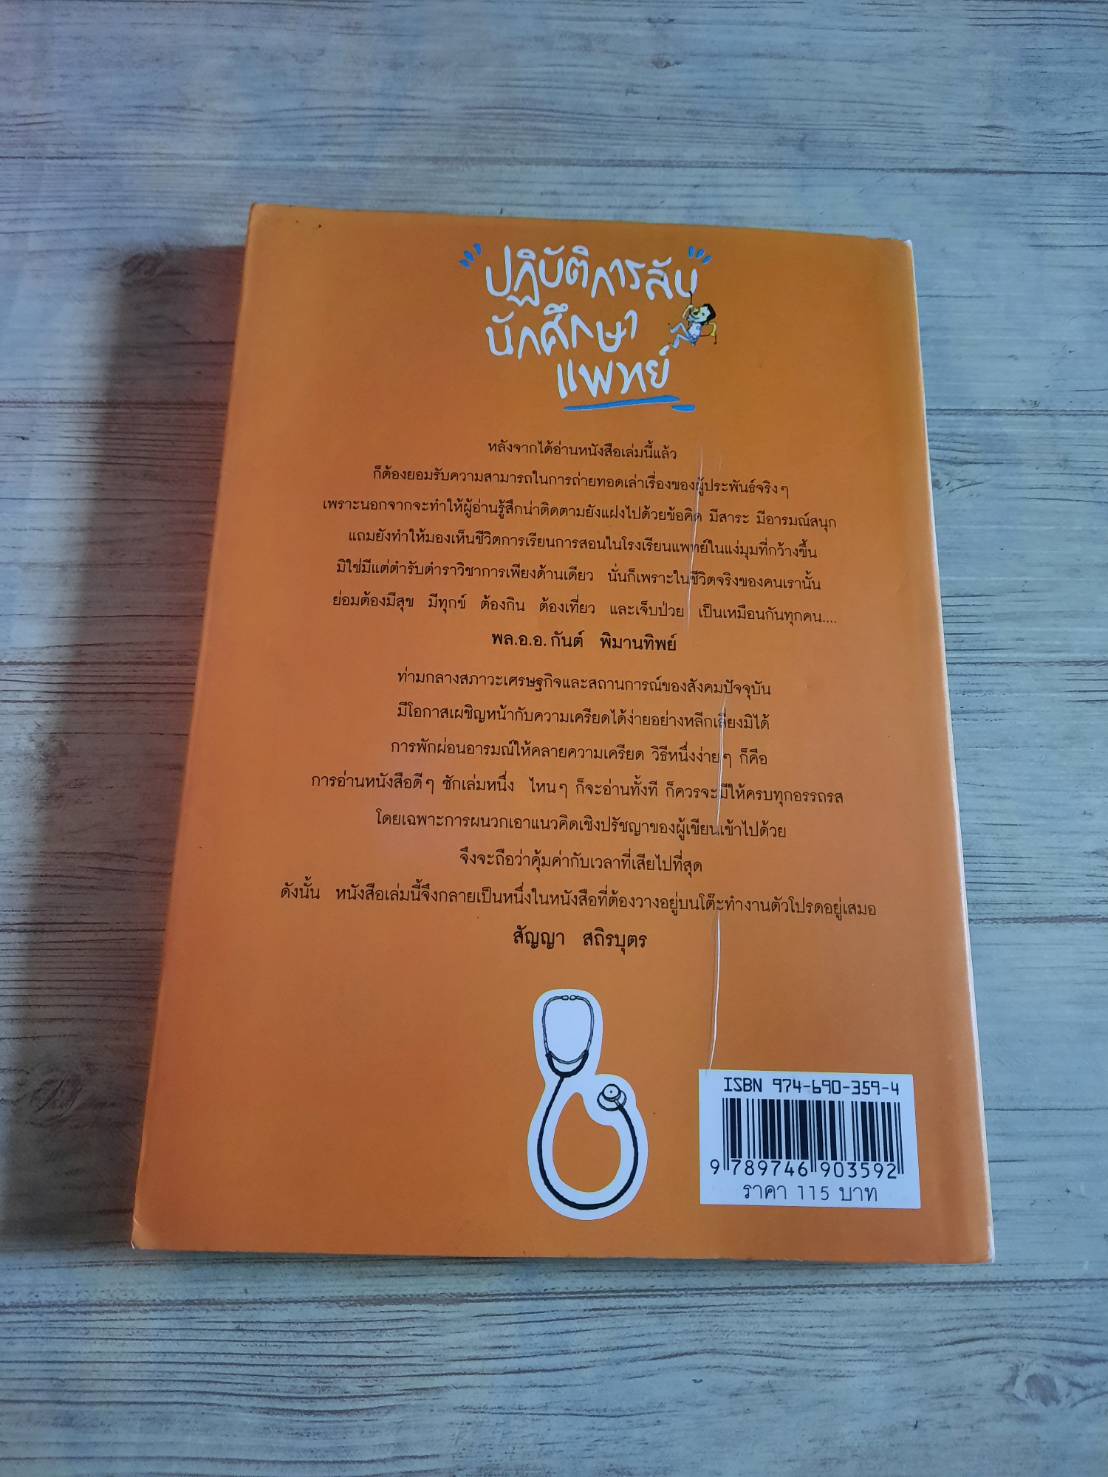 "ปฏิบัติการลับ"
นักศึกษา
แพทย์
หลังจากได้อ่านหนังสือเล่มนี้แล้ว
ก็ต้องยอมรับความสามารถในการถ่ายทอดเล่าเรื่องของผู้ประพันธ์จริงๆ
เพราะนอกจากจะทำให้ผู้อ่านรู้สึกน่าติดตามยังแฝงไปด้วยข้อคิด มีสาระ มีอารมณ์สนุก
แถมยังทำให้มองเห็นชีวิตการเรียนการสอนในโรงเรียนแพทย์ในแง่มุมที่กว้างขึ้น
มิใช่มีแต่ตำรับตำราวิชาการเพียงด้านเดียว นั่นก็เพราะในชีวิตจริงของคนเรานั้น
ย่อมต้องมีสุข มีทุกข์ ต้องกิน ต้องเที่ยว และเจ็บป่วย เป็นเหมือนกันทุกคน....
พล.อ.อ. กันต์ พิมานทิพย์
ท่ามกลางสภาวะเศรษฐกิจและสถานการณ์ของสังคมปัจจุบัน
มีโอกาสเผชิญหน้ากับความเครียดได้ง่ายอย่างหลีกเลี่ยงมิได้
การพักผ่อนอารมณ์ให้คลายความเครียด วิธีหนึ่งง่ายๆ ก็คือ
การอ่านหนังสือดีๆ ซักเล่มหนึ่ง ไหนๆ ก็จะอ่านทั้งที ก็ควรจะมีให้ครบทุกอรรถรส
โดยเฉพาะการผนวกเอาแนวคิดเชิงปรัชญาของผู้เขียนเข้าไปด้วย
จึงจะถือว่าคุ้มค่ากับเวลาที่เสียไปที่สุด
ดังนั้น หนังสือเล่มนี้จึงกลายเป็นหนึ่งในหนังสือที่ต้องวางอยู่บนโต๊ะทำงานตัวโปรดอยู่เสมอ
สัญญา สถิรบุตร
ISBN 974-690-359-4
9 789746 903592
ราคา 115 บาท